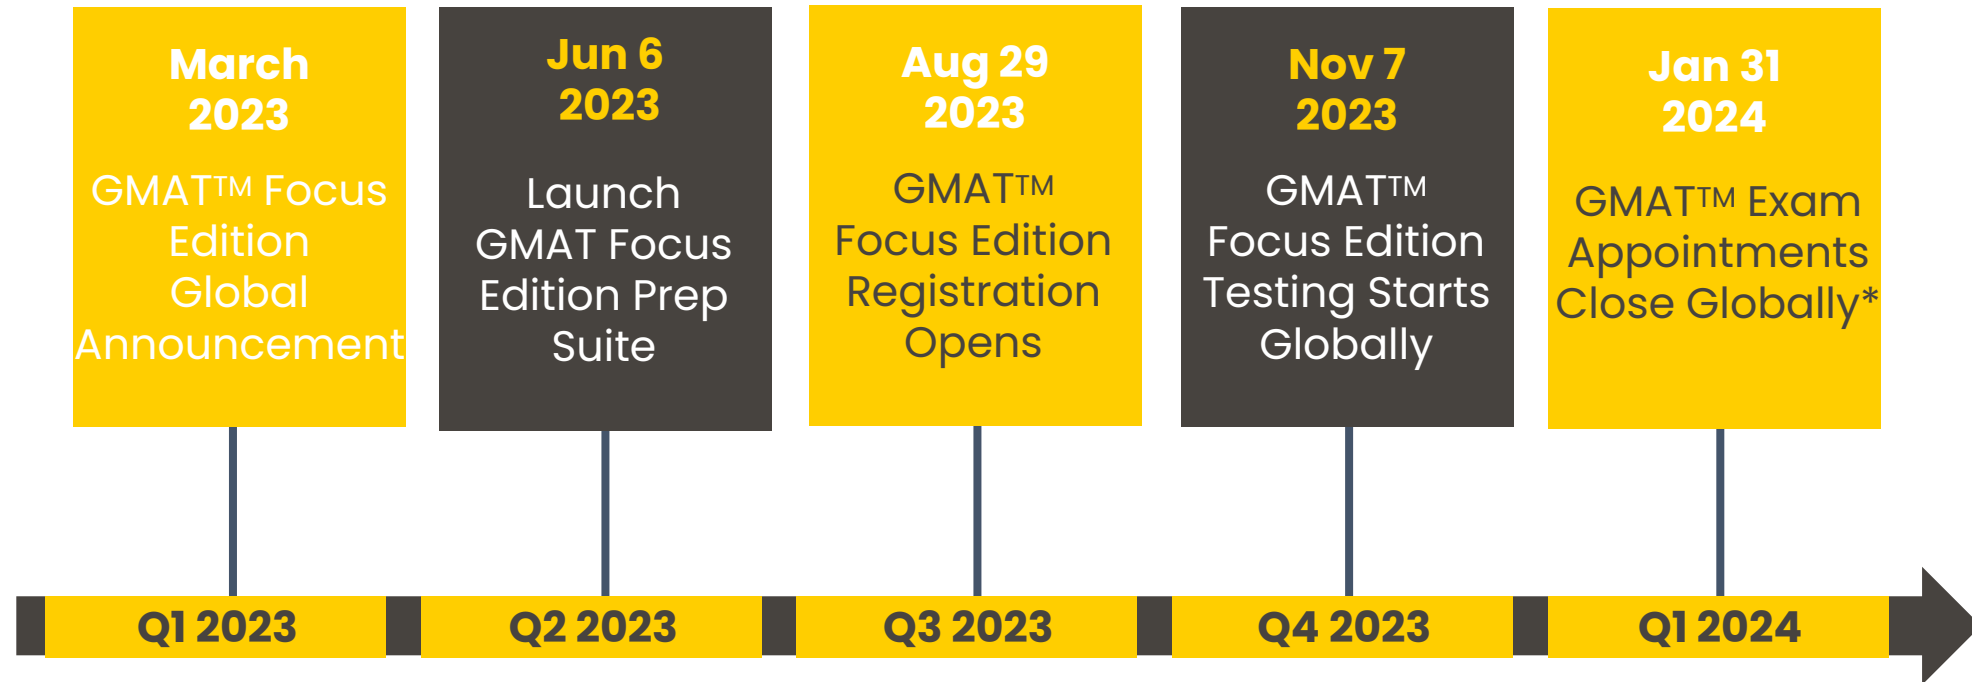 March
2023
GMAT™ Focus
Edition
Global
Announcement
Jun 6
2023
Launch
GMAT Focus
Edition Prep
Suite
Aug 29
2023
GMAT™
Focus Edition
Registration
Opens
Nov 7
2023
GMAT™
Focus Edition
Testing Starts
Globally
Jan 31
2024
GMAT™ Exam
Appointments
Close Globally*
Q1 2023
Q2 2023
Q3 2023
Q4 2023
Q1 2024